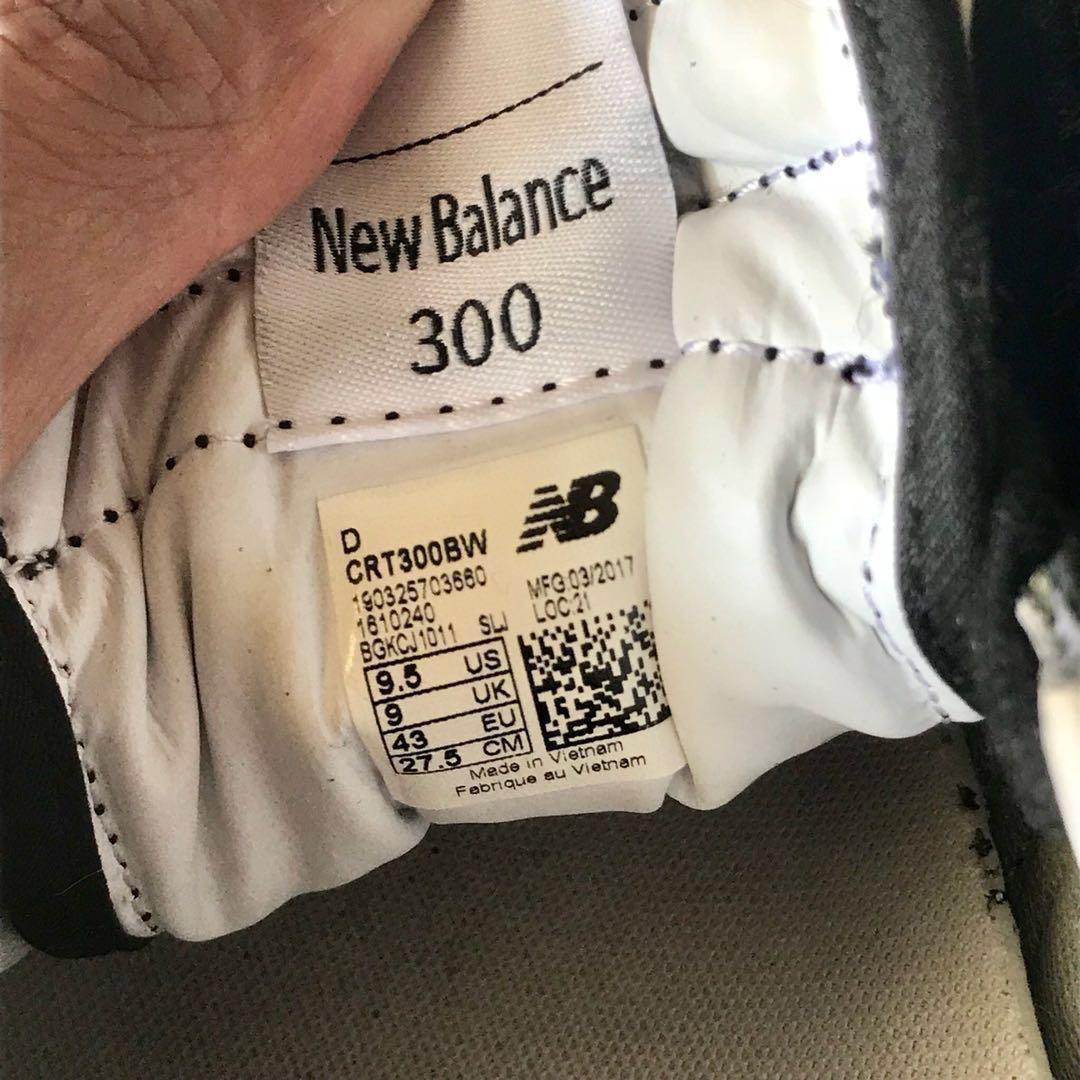 New Balance
300
D
NB
CRT300BW
190325703660
1610240
BGKCJ1011 SLJ
MFG 03/2017
LOC 21
9.5 US
9 UK
43 EU
27.5 CM
Made in Vietnam
Fabrique au Vietnam